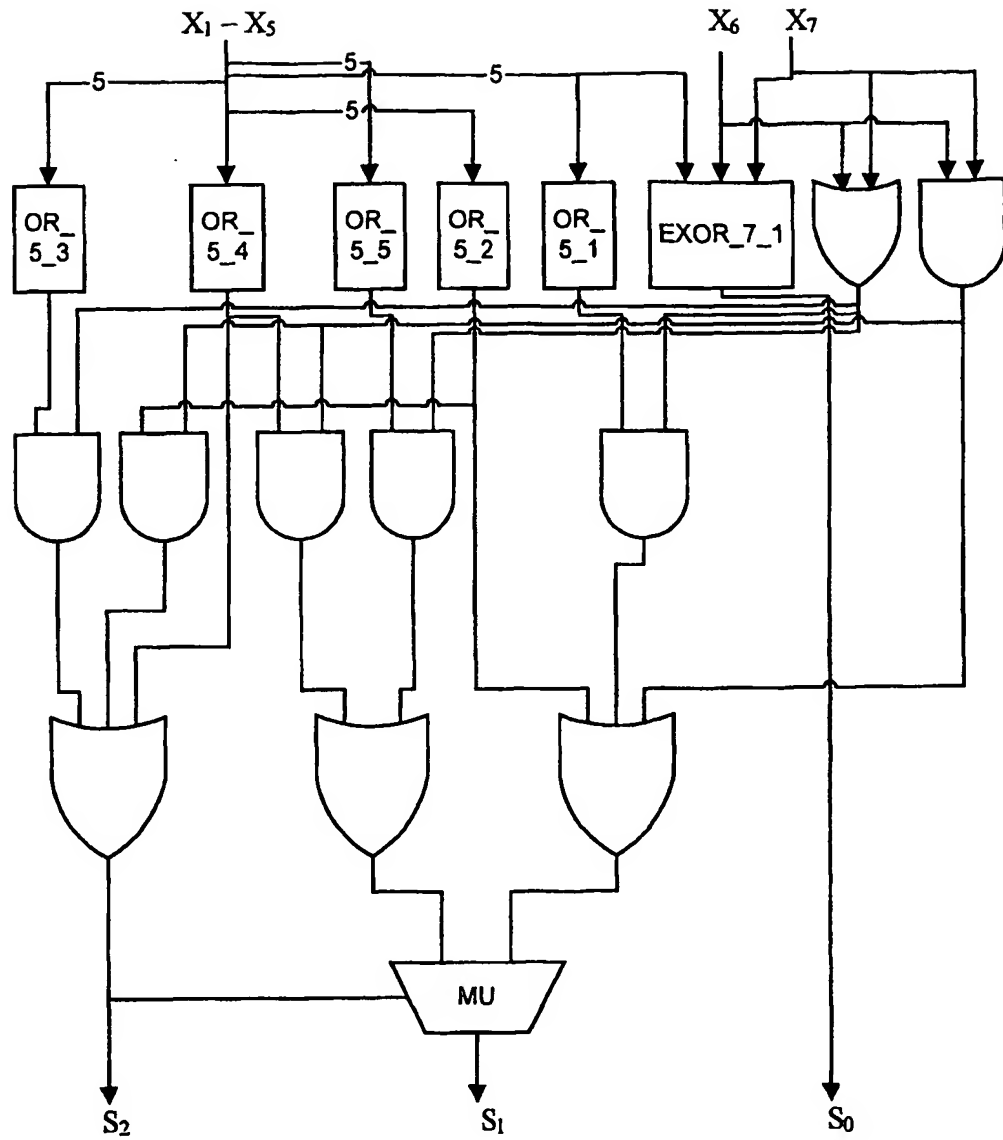 X₁ – X₅
X₆
X₇
5
5
5
5
OR_
5_3
OR_
5_4
OR_
5_5
OR_
5_2
OR_
5_1
EXOR_7_1
MU
S₂
S₁
S₀